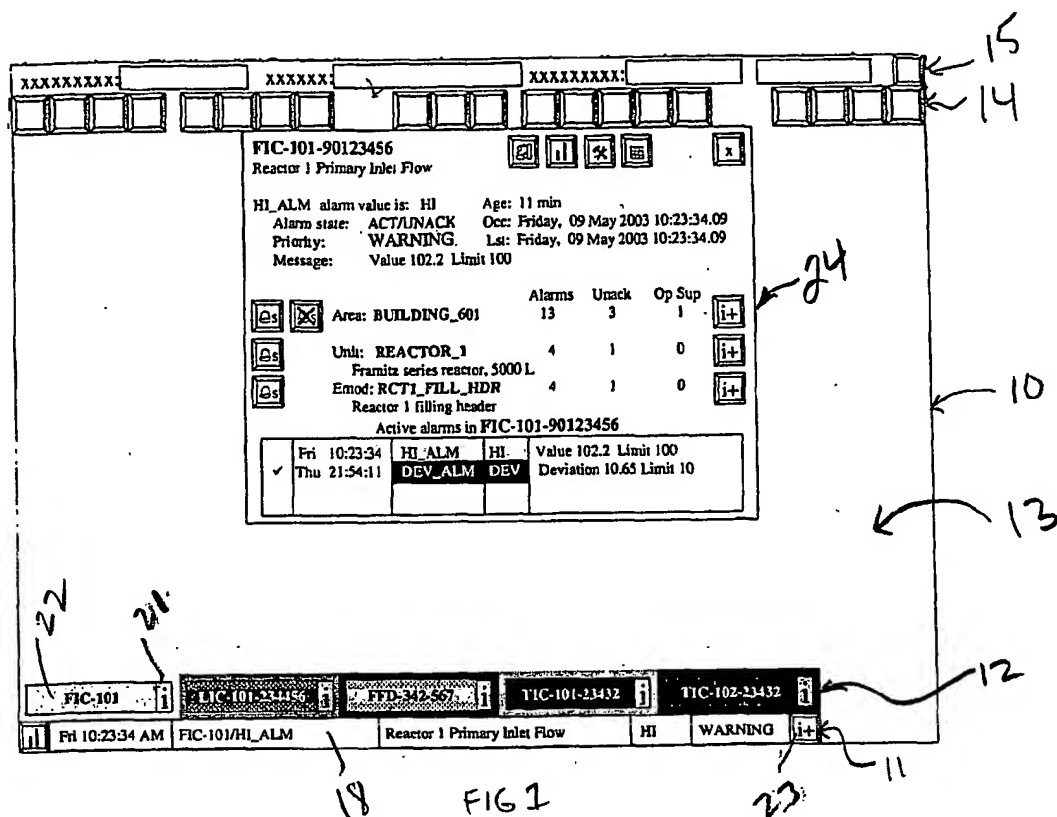 15
xxxxxxxxx: xxxxxx: xxxxxxxxx:
14
FIC-101-90123456 x
Reactor 1 Primary Inlet Flow
HI_ALM alarm value is: HI Age: 11 min
Alarm state: ACT/UNACK Occ: Friday, 09 May 2003 10:23:34.09
Priority: WARNING. Lst: Friday, 09 May 2003 10:23:34.09
Message: Value 102.2 Limit 100
24
Alarms Unack Op Sup
Area: BUILDING_601 13 3 1 i+
Unit: REACTOR_1 4 1 0 i+
Framitz series reactor, 5000 L
Emod: RCT1_FILL_HDR 4 1 0 i+
Reactor 1 filling header
10
Active alarms in FIC-101-90123456
Fri 10:23:34 HI_ALM HI Value 102.2 Limit 100
✓ Thu 21:54:11 DEV_ALM DEV Deviation 10.65 Limit 10
13
22 21
FIC-101 i LIC-101-234456 i FFD-342-567 i TIC-101-23432 i TIC-102-23432 i 12
Fri 10:23:34 AM FIC-101/HI_ALM Reactor 1 Primary Inlet Flow HI WARNING i+
11
18 FIG 1 23